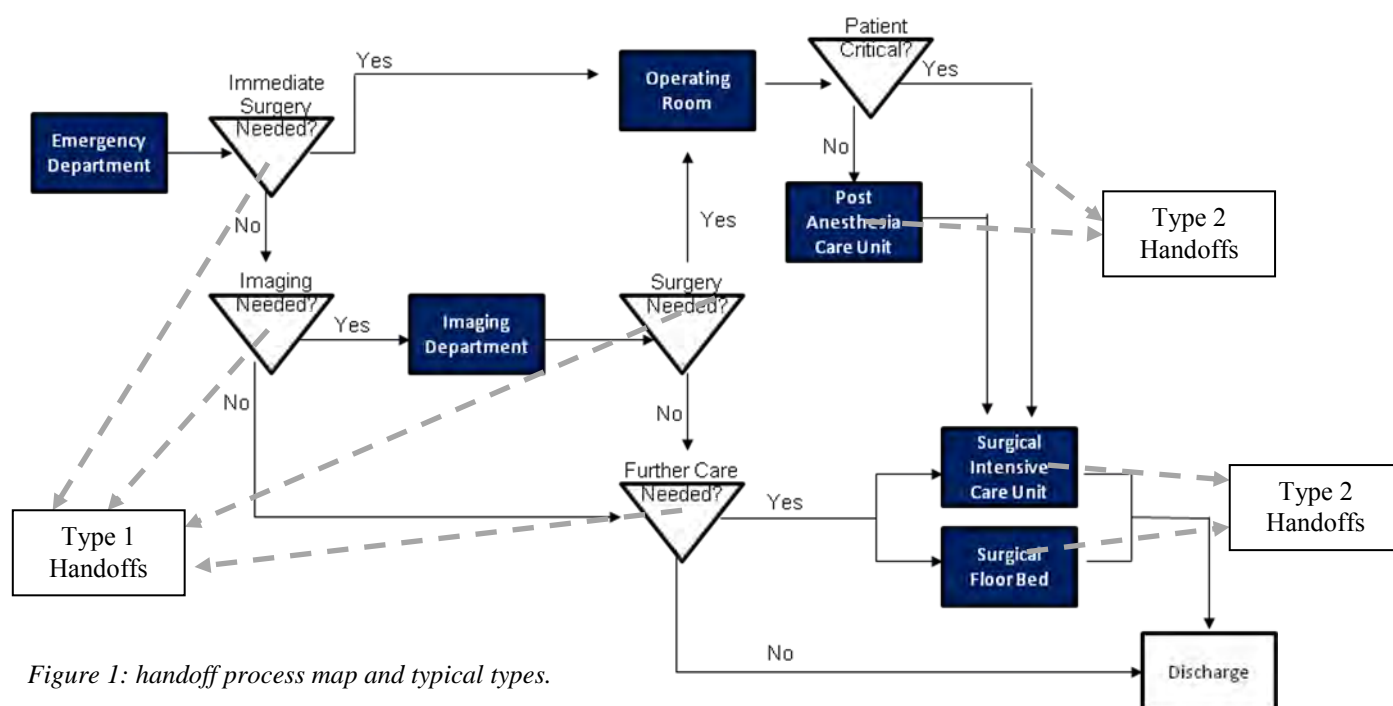 Patient
Critical?
Yes
Immediate
Surgery
Needed?
Yes
Operating
Room
Emergency
Department
No
No
Post
Anesthesia
Care Unit
Type 2
Handoffs
Yes
Imaging
Needed?
Yes
Imaging
Department
Surgery
Needed?
No
No
Further Care
Needed?
Yes
Surgical
Intensive
Care Unit
Type 2
Handoffs
Type 1
Handoffs
Surgical
Floor Bed
No
Discharge
Figure 1: handoff process map and typical types.